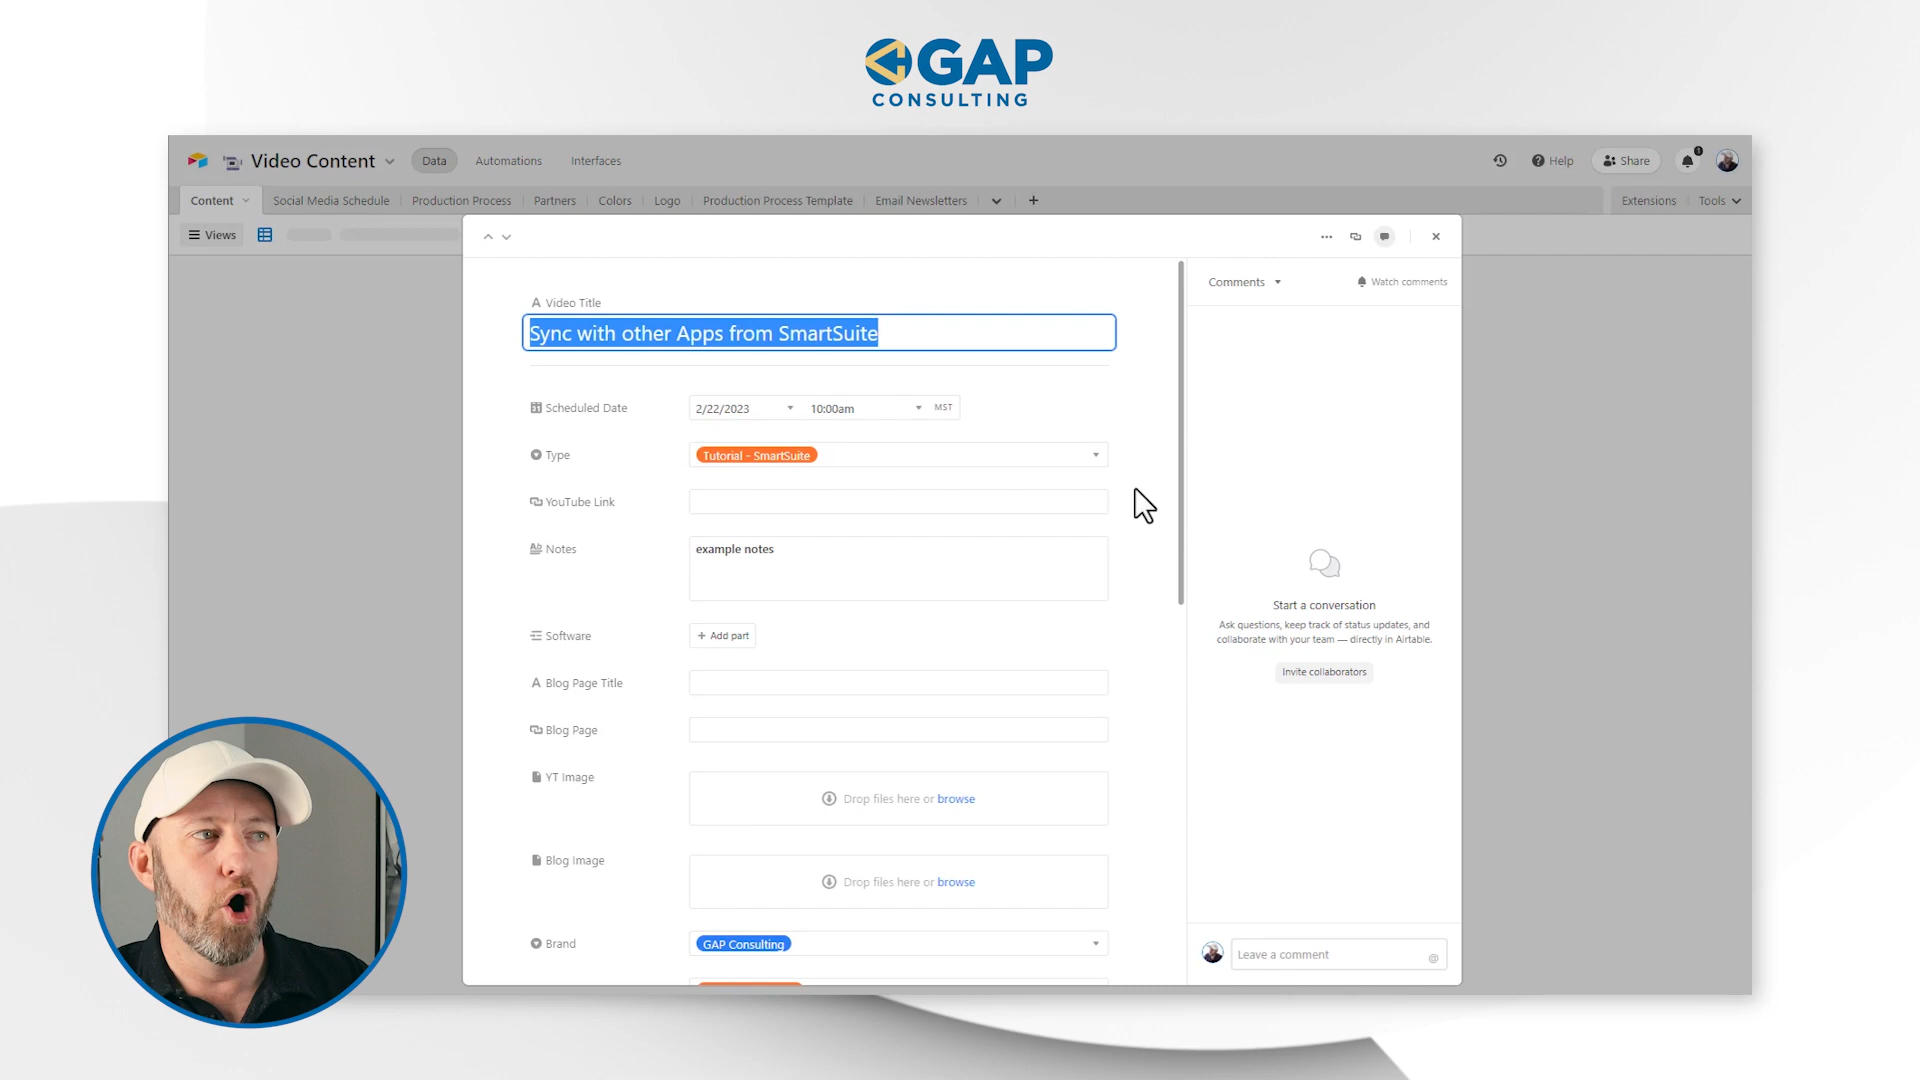 GAP
CONSULTING
Video Content
Data
Automations
Interfaces
Help
Share
1
Content
Social Media Schedule
Production Process
Partners
Colors
Logo
Production Process Template
Email Newsletters
+
Extensions
Tools
Views
Comments
Watch comments
A Video Title
Sync with other Apps from SmartSuite
Scheduled Date
2/22/2023
10:00am
MST
Type
Tutorial - SmartSuite
YouTube Link
Notes
example notes
Software
+ Add part
A Blog Page Title
Blog Page
YT Image
Drop files here or browse
Blog Image
Drop files here or browse
Brand
GAP Consulting
Start a conversation
Ask questions, keep track of status updates, and
collaborate with your team — directly in Airtable.
Invite collaborators
Leave a comment
@